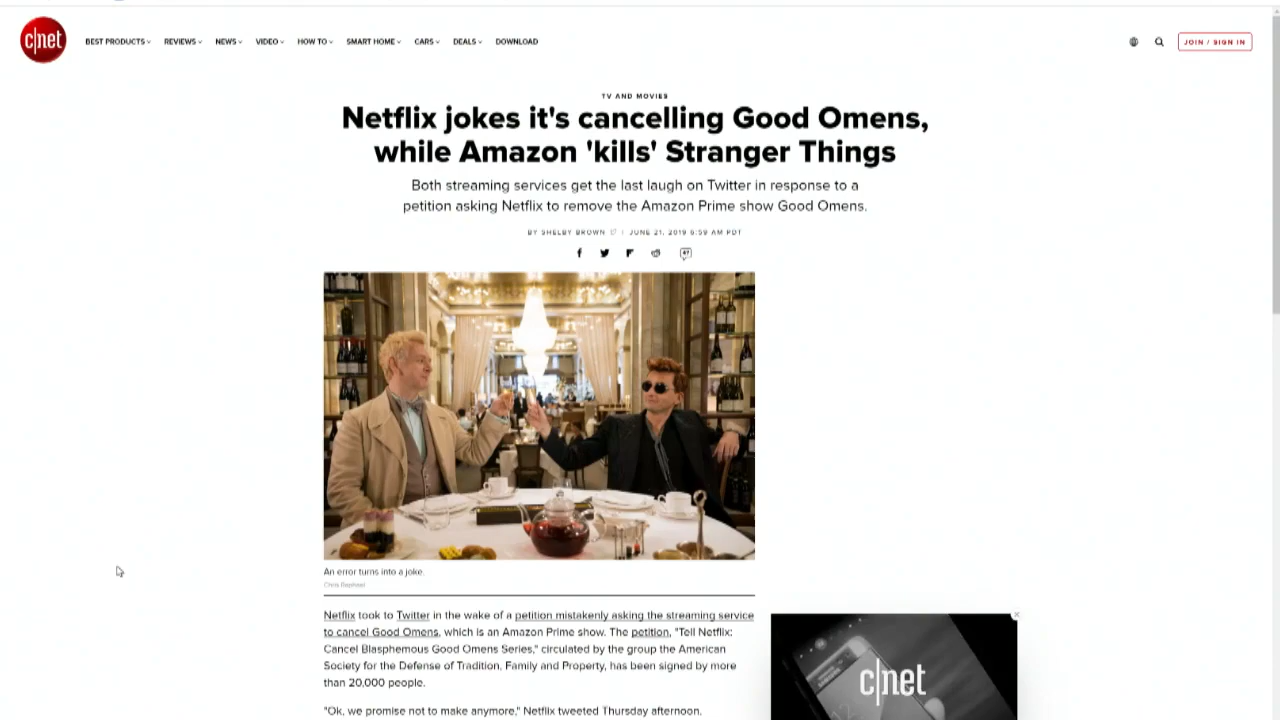 c|net
BEST PRODUCTS REVIEWS NEWS VIDEO HOW TO SMART HOME CARS DEALS DOWNLOAD
JOIN / SIGN IN
TV AND MOVIES
Netflix jokes it's cancelling Good Omens,
while Amazon 'kills' Stranger Things
Both streaming services get the last laugh on Twitter in response to a
petition asking Netflix to remove the Amazon Prime show Good Omens.
BY SHELBY BROWN | JUNE 21, 2019 6:59 AM PDT
An error turns into a joke.
Chris Raphael
Netflix took to Twitter in the wake of a petition mistakenly asking the streaming service
to cancel Good Omens, which is an Amazon Prime show. The petition, "Tell Netflix:
Cancel Blasphemous Good Omens Series," circulated by the group the American
Society for the Defense of Tradition, Family and Property, has been signed by more
than 20,000 people.
"Ok, we promise not to make anymore," Netflix tweeted Thursday afternoon.
c|net